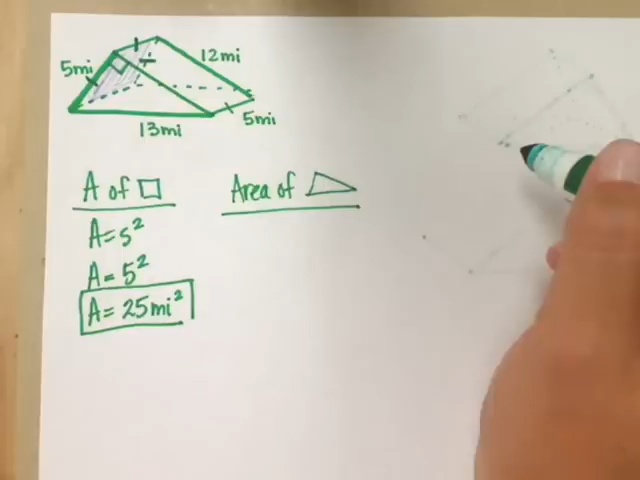 5mi
12mi
13mi
5mi
A of
A=s²
A=5²
A=25mi²
Area of